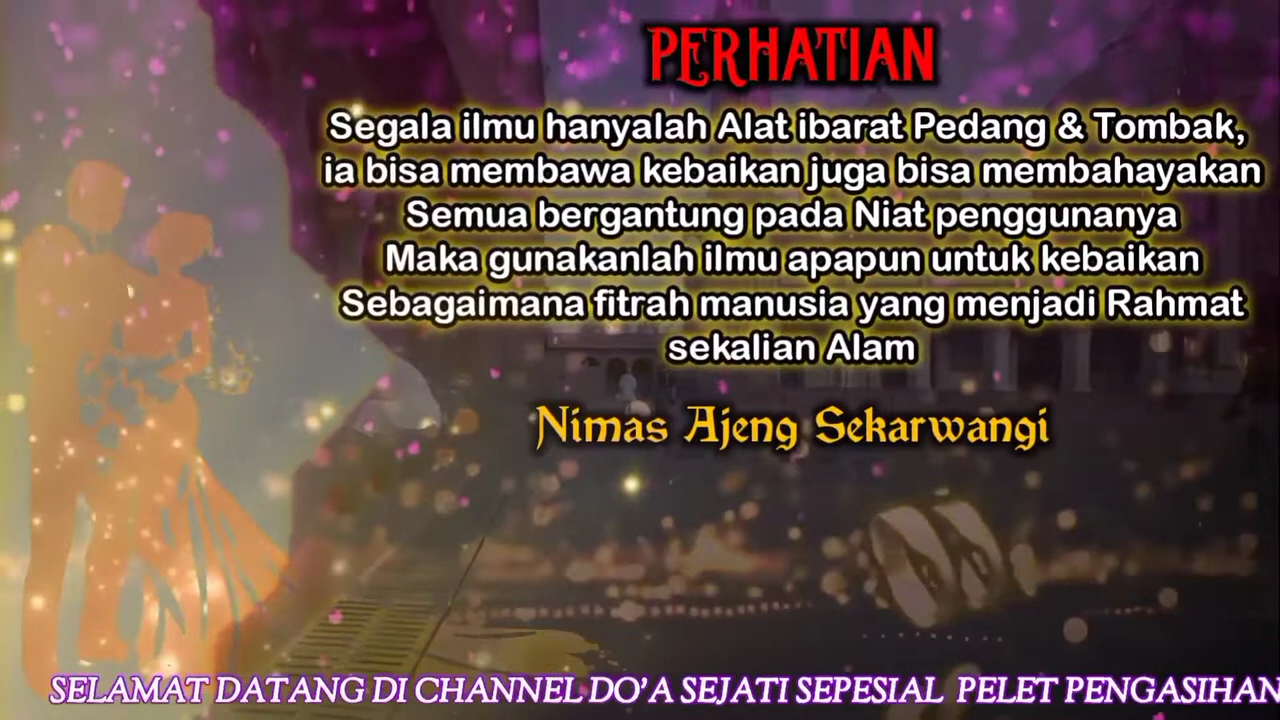 PERHATIAN
Segala ilmu hanyalah Alat ibarat Pedang & Tombak,
ia bisa membawa kebaikan juga bisa membahayakan
Semua bergantung pada Niat penggunanya
Maka gunakanlah ilmu apapun untuk kebaikan
Sebagaimana fitrah manusia yang menjadi Rahmat
sekalian Alam
Nimas Ajeng Sekarwangi
SELAMAT DATANG DI CHANNEL DO'A SEJATI SEPESIAL PELET PENGASIHAN